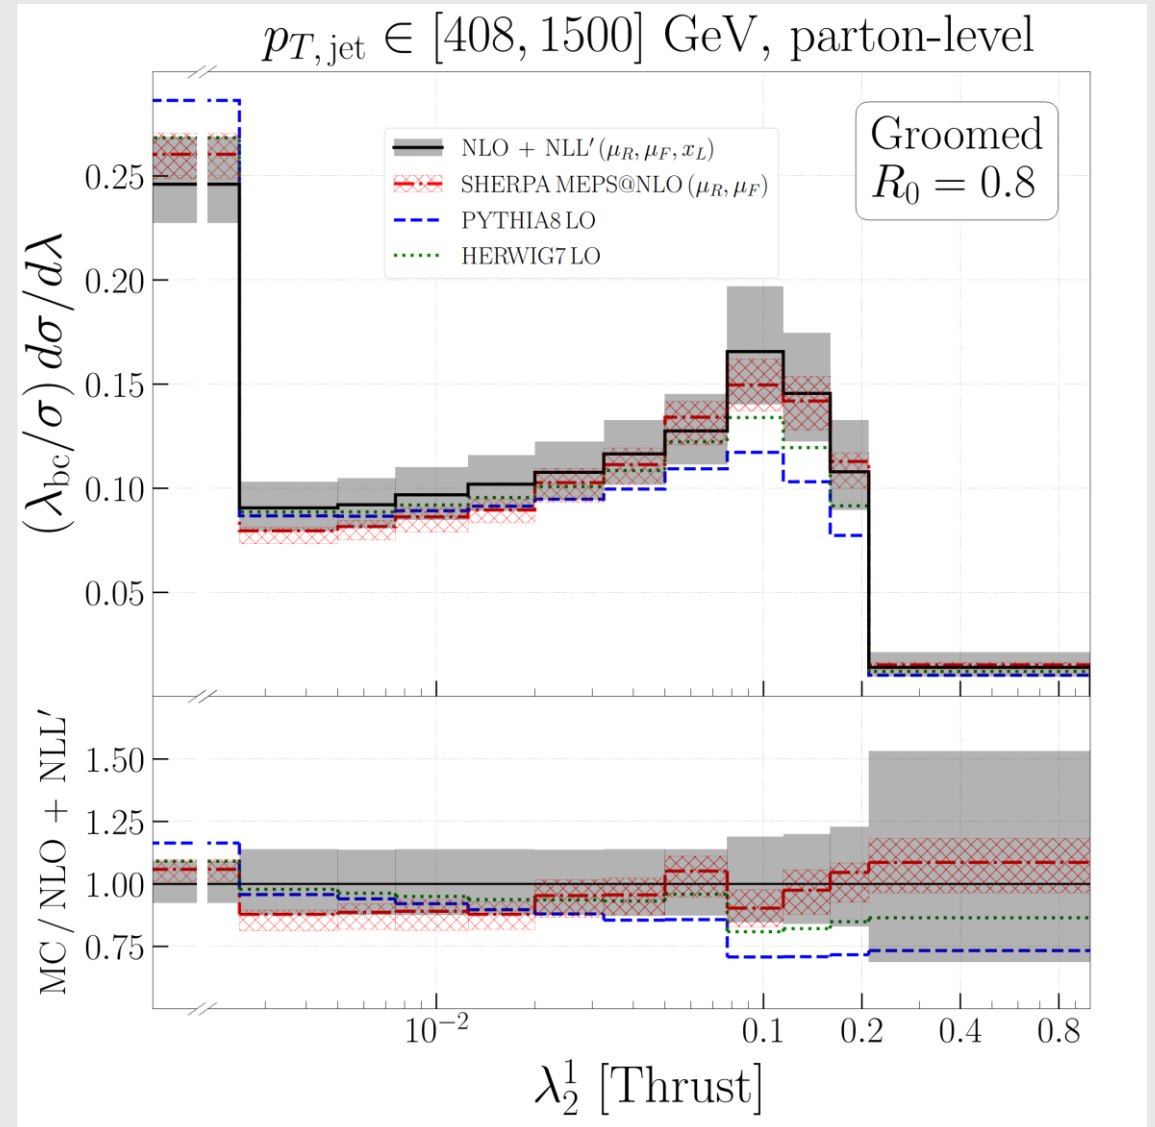 p_{T, jet} ∈ [408, 1500] GeV, parton-level
Groomed
R_0 = 0.8
NLO + NLL′ (μ_R, μ_F, x_L)
SHERPA MEPS@NLO (μ_R, μ_F)
PYTHIA8 LO
HERWIG7 LO
(λ_bc/σ) dσ/dλ
0.25
0.20
0.15
0.10
0.05
MC / NLO + NLL′
1.50
1.25
1.00
0.75
10^{−2}
0.1
0.2
0.4
0.8
λ^1_2 [Thrust]